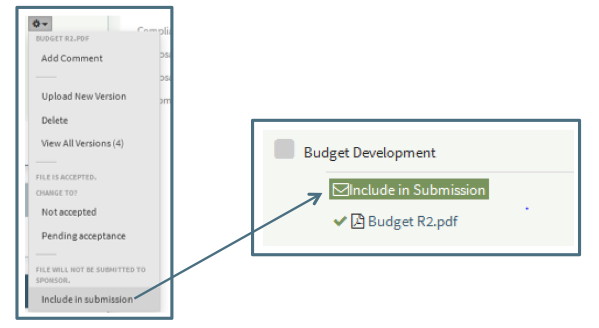 BUDGET R2.PDF
Add Comment
Upload New Version
Delete
View All Versions (4)
FILE IS ACCEPTED.
CHANGE TO?
Not accepted
Pending acceptance
FILE WILL NOT BE SUBMITTED TO
SPONSOR.
Include in submission
Budget Development
Include in Submission
Budget R2.pdf